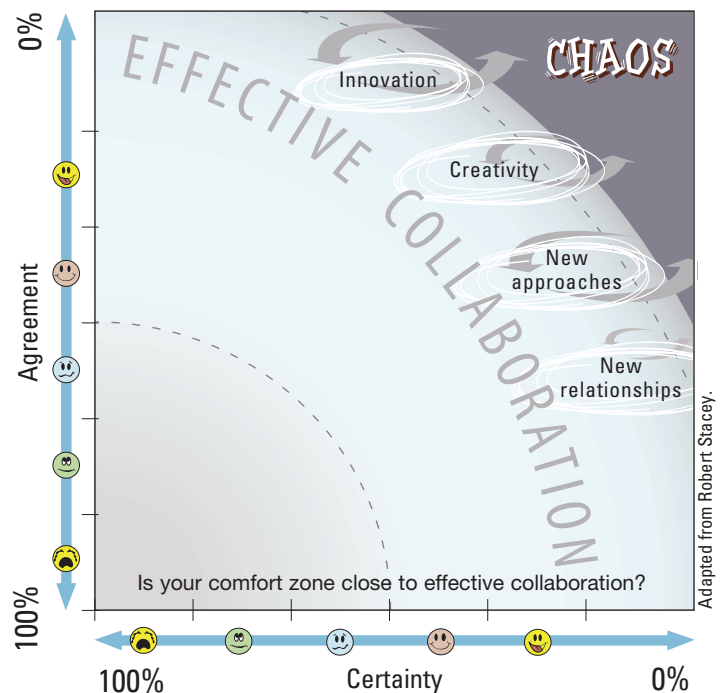 0%
CHAOS
EFFECTIVE COLLABORATION
Innovation
Creativity
New
approaches
New
relationships
Agreement
Adapted from Robert Stacey.
Is your comfort zone close to effective collaboration?
100%
100%
Certainty
0%